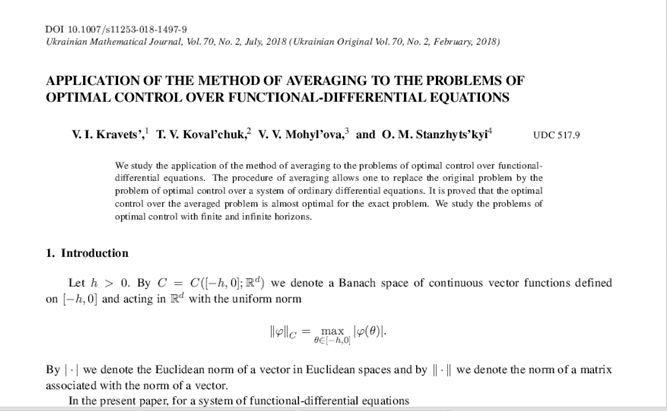 DOI 10.1007/s11253-018-1497-9
Ukrainian Mathematical Journal, Vol. 70, No. 2, July, 2018 (Ukrainian Original Vol. 70, No. 2, February, 2018)
APPLICATION OF THE METHOD OF AVERAGING TO THE PROBLEMS OF
OPTIMAL CONTROL OVER FUNCTIONAL-DIFFERENTIAL EQUATIONS
V. I. Kravets',¹ T. V. Koval'chuk,² V. V. Mohyl'ova,³ and O. M. Stanzhyts'kyi⁴ UDC 517.9
We study the application of the method of averaging to the problems of optimal control over functional-
differential equations. The procedure of averaging allows one to replace the original problem by the
problem of optimal control over a system of ordinary differential equations. It is proved that the optimal
control over the averaged problem is almost optimal for the exact problem. We study the problems of
optimal control with finite and infinite horizons.
1. Introduction
Let h > 0. By C = C([−h, 0]; ℝᵈ) we denote a Banach space of continuous vector functions defined
on [−h, 0] and acting in ℝᵈ with the uniform norm
‖φ‖_C = max_{θ∈[−h,0]} |φ(θ)|.
By | · | we denote the Euclidean norm of a vector in Euclidean spaces and by ‖ · ‖ we denote the norm of a matrix
associated with the norm of a vector.
In the present paper, for a system of functional-differential equations